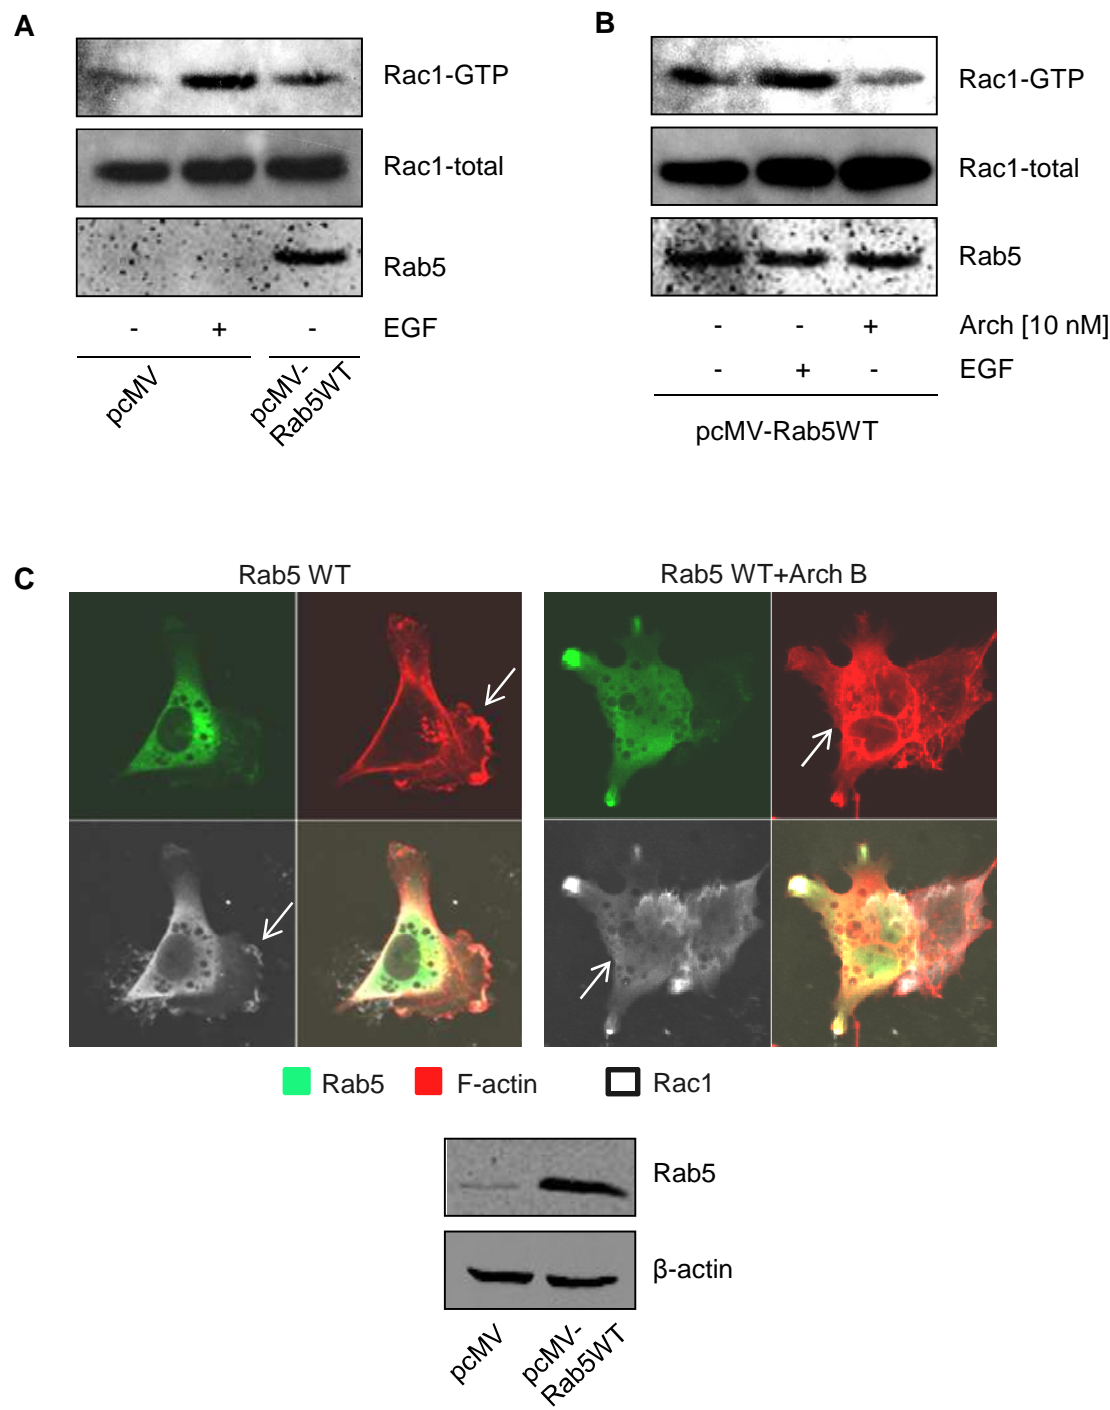 A
Rac1-GTP
Rac1-total
Rab5
- + - EGF
pcMV
pcMV-
Rab5WT
B
Rac1-GTP
Rac1-total
Rab5
- - + Arch [10 nM]
- + - EGF
pcMV-Rab5WT
C
Rab5 WT
Rab5 WT+Arch B
Rab5 F-actin Rac1
Rab5
β-actin
pcMV
pcMV-
Rab5WT